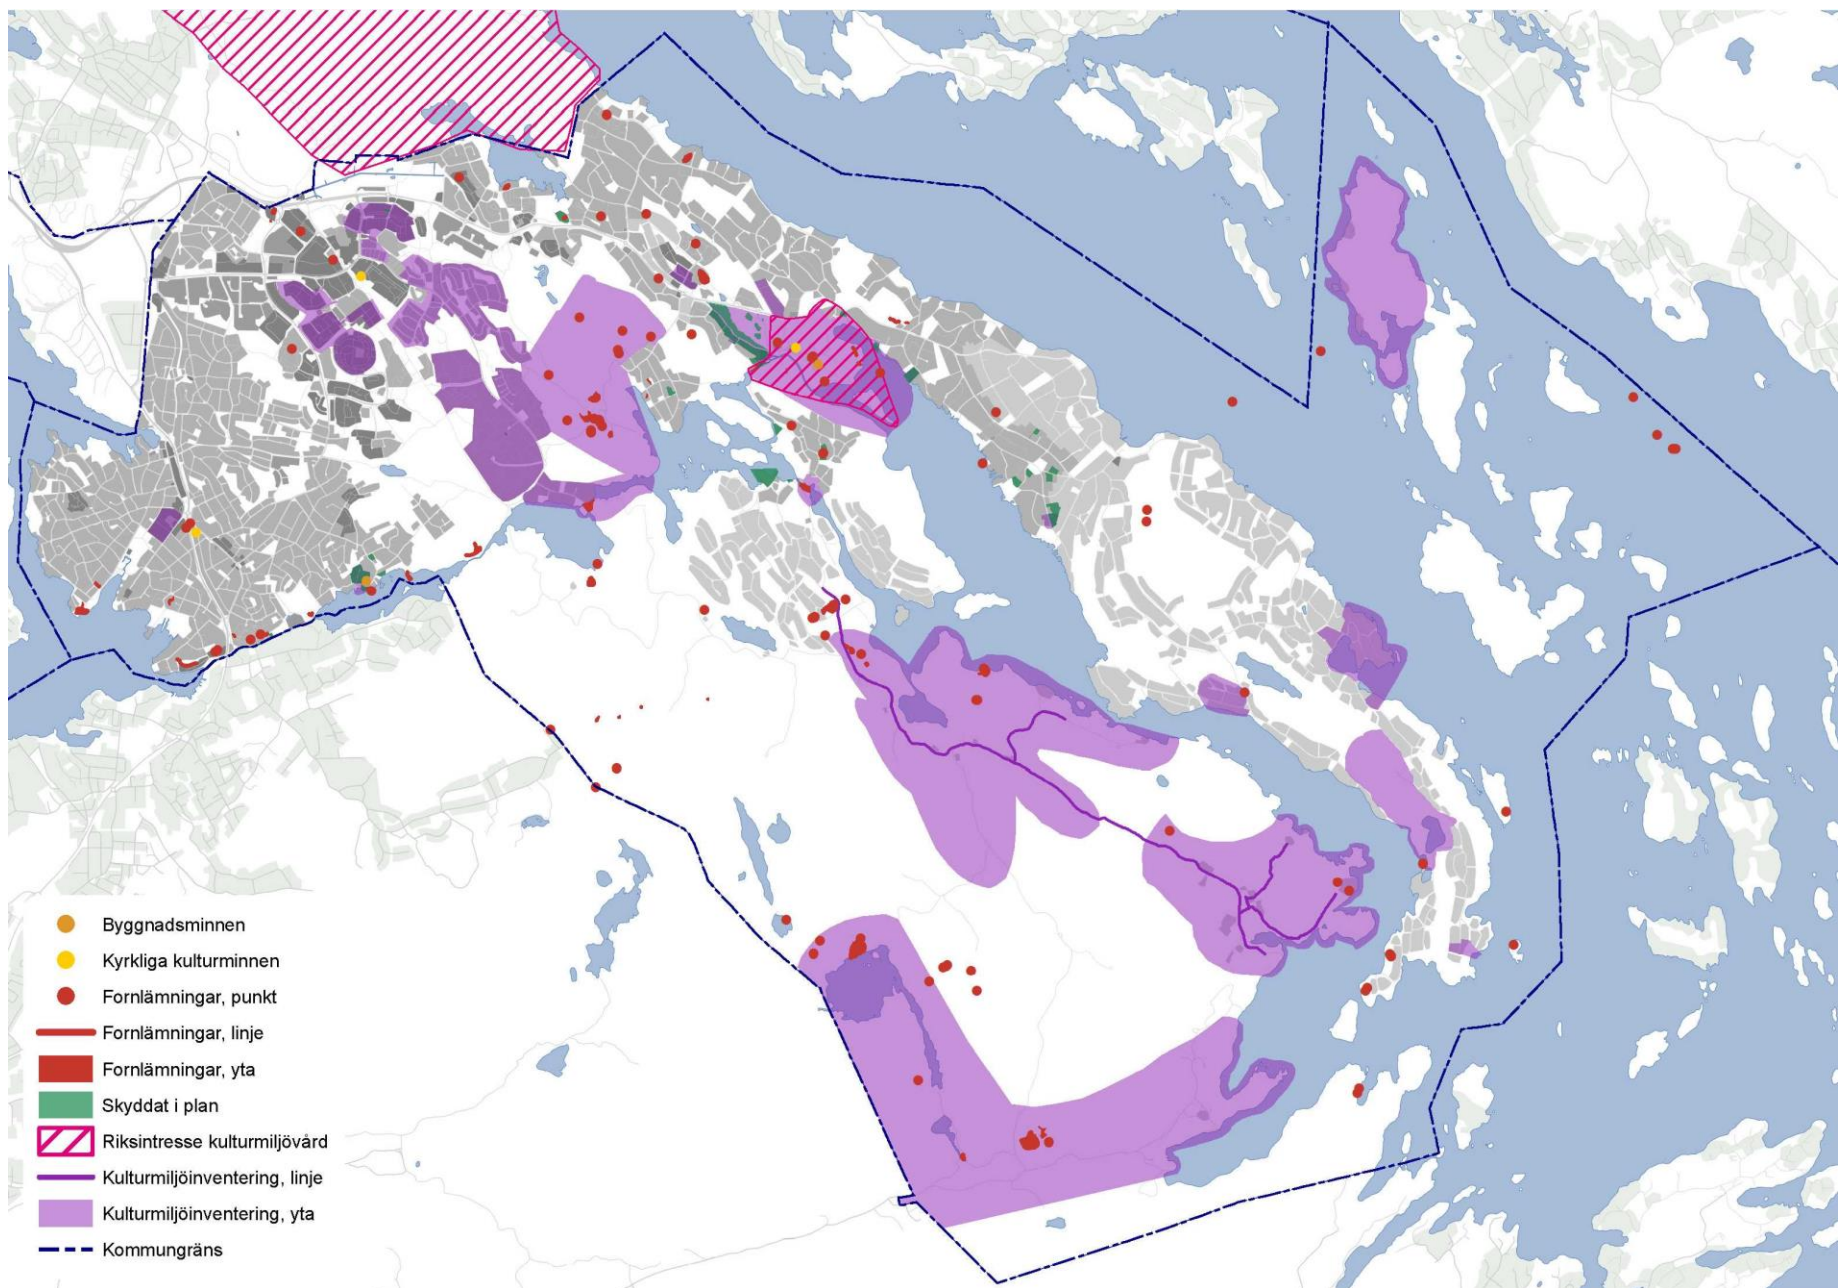 Byggnadsminnen
Kyrkliga kulturminnen
Fornlämningar, punkt
Fornlämningar, linje
Fornlämningar, yta
Skyddat i plan
Riksintresse kulturmiljövård
Kulturmiljöinventering, linje
Kulturmiljöinventering, yta
Kommungräns